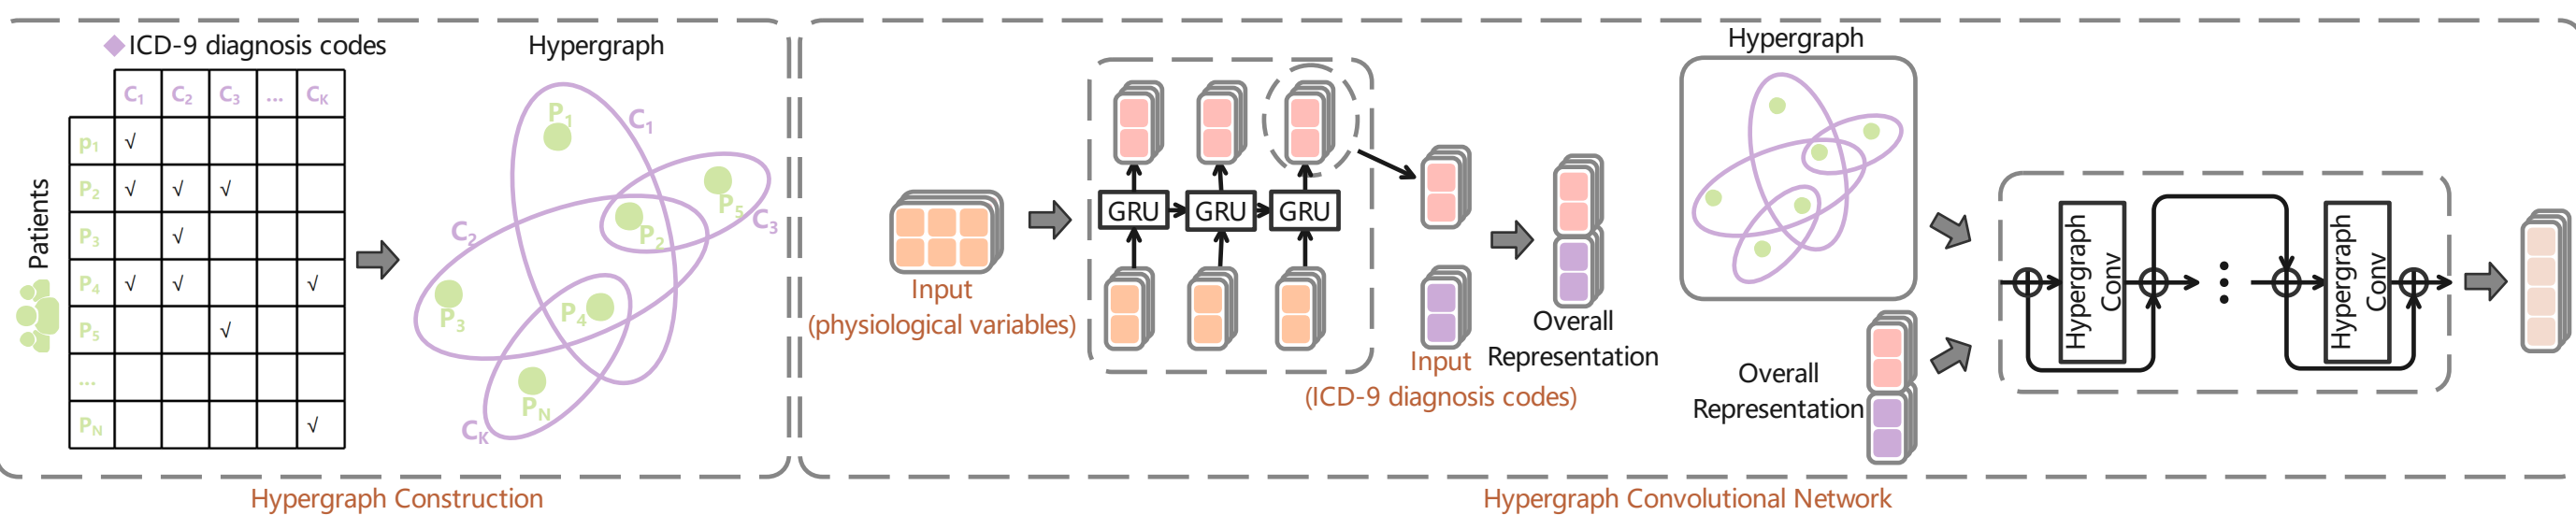 ICD-9 diagnosis codes
C1 C2 C3 ... CK
Patients
p1 √
P2 √ √ √
P3 √
P4 √ √ √
P5 √
...
PN √
Hypergraph
P1
C1
P5
C3
P2
C2
P3
P4
PN
CK
Hypergraph Construction
Input
(physiological variables)
GRU GRU GRU
Input
(ICD-9 diagnosis codes)
Overall
Representation
Hypergraph
Overall
Representation
Hypergraph
Conv
Hypergraph
Conv
Hypergraph Convolutional Network